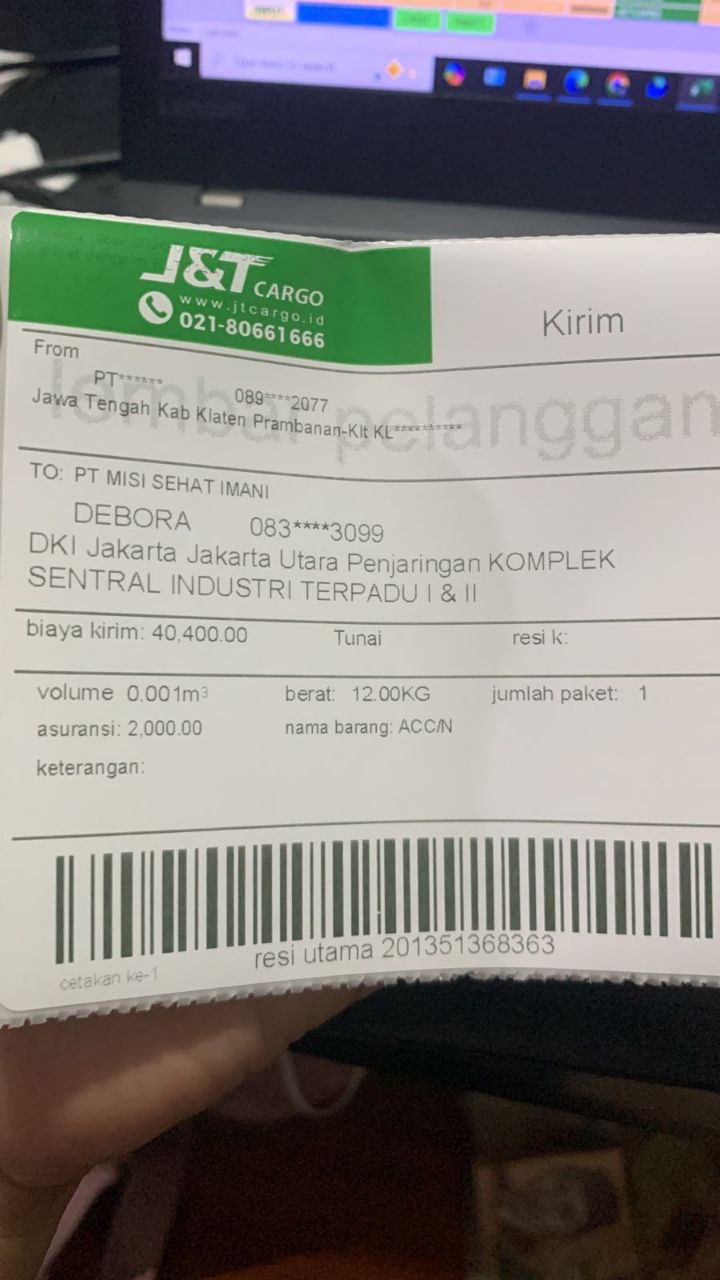 J&T CARGO
www.jtcargo.id
021-80661666
Kirim
From
lembar pelanggan
PT****** 089****2077
Jawa Tengah Kab Klaten Prambanan-Klt KL**********
TO: PT MISI SEHAT IMANI
DEBORA 083****3099
DKI Jakarta Jakarta Utara Penjaringan KOMPLEK
SENTRAL INDUSTRI TERPADU I & II
biaya kirim: 40,400.00 Tunai resi k:
volume 0.001m³ berat: 12.00KG jumlah paket: 1
asuransi: 2,000.00 nama barang: ACC/N
keterangan:
resi utama 201351368363
cetakan ke-1